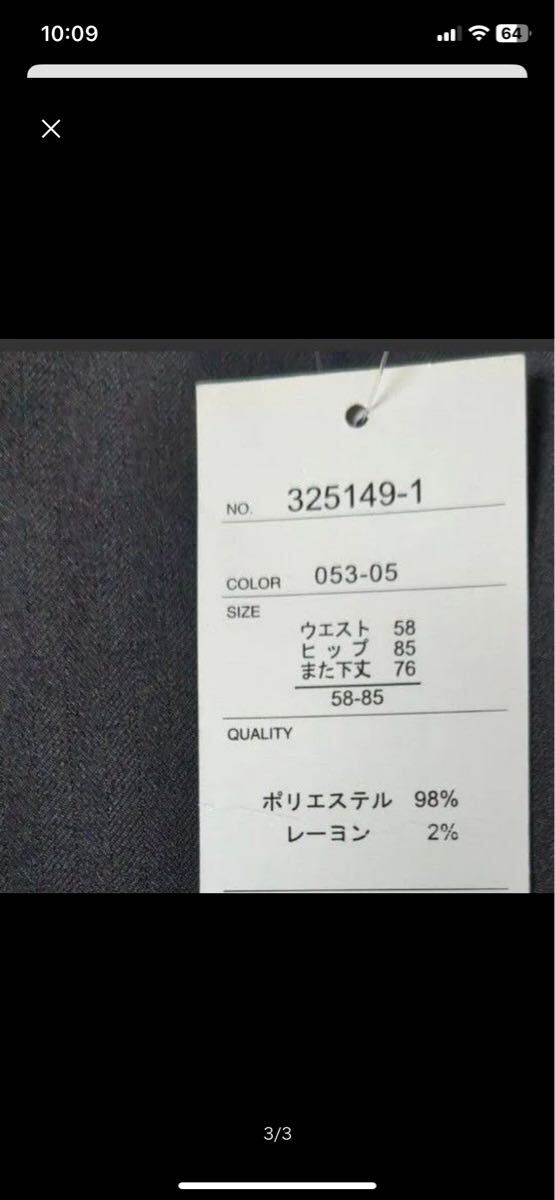 10:09
64
NO. 325149-1
COLOR 053-05
SIZE
ウエスト 58
ヒップ 85
また下丈 76
58-85
QUALITY
ポリエステル 98%
レーヨン 2%
3/3